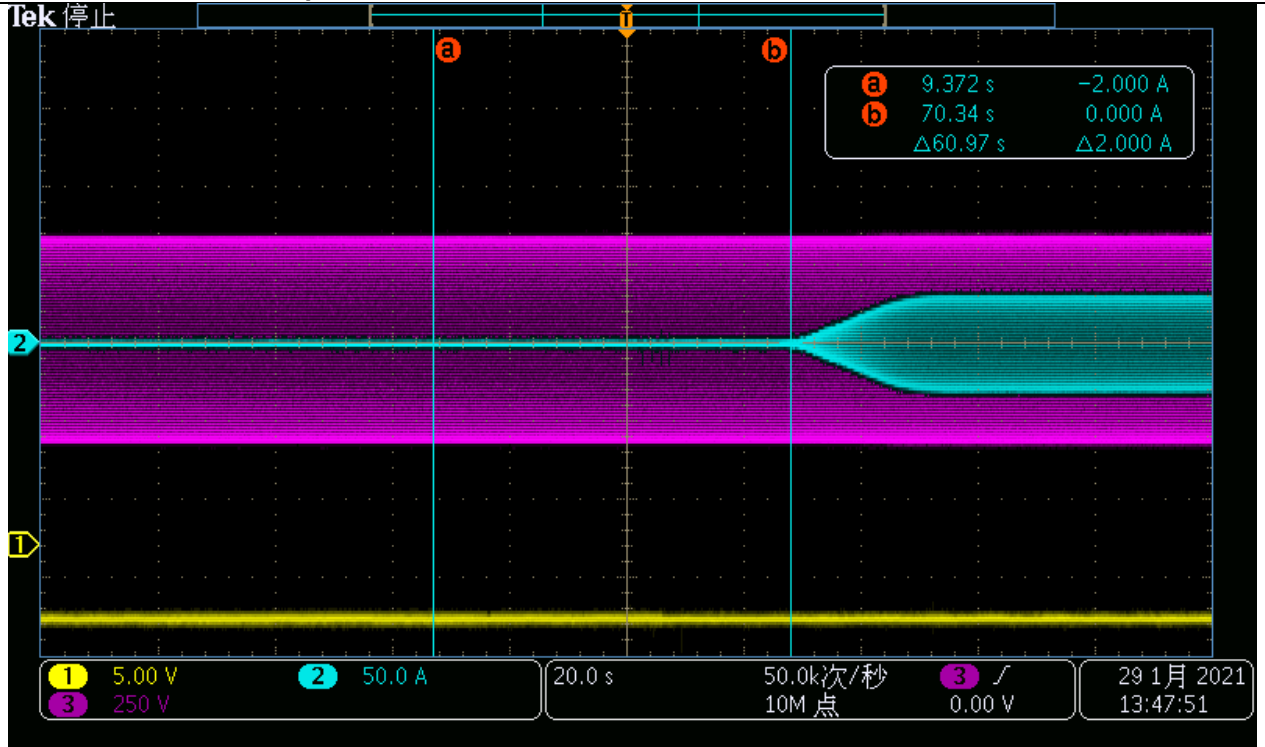 Tek 停止
T
a b
a 9.372 s −2.000 A
b 70.34 s 0.000 A
△60.97 s △2.000 A
2
1
1 5.00 V 2 50.0 A 20.0 s 50.0k次/秒 3 29 1月 2021
3 250 V 10M 点 0.00 V 13:47:51